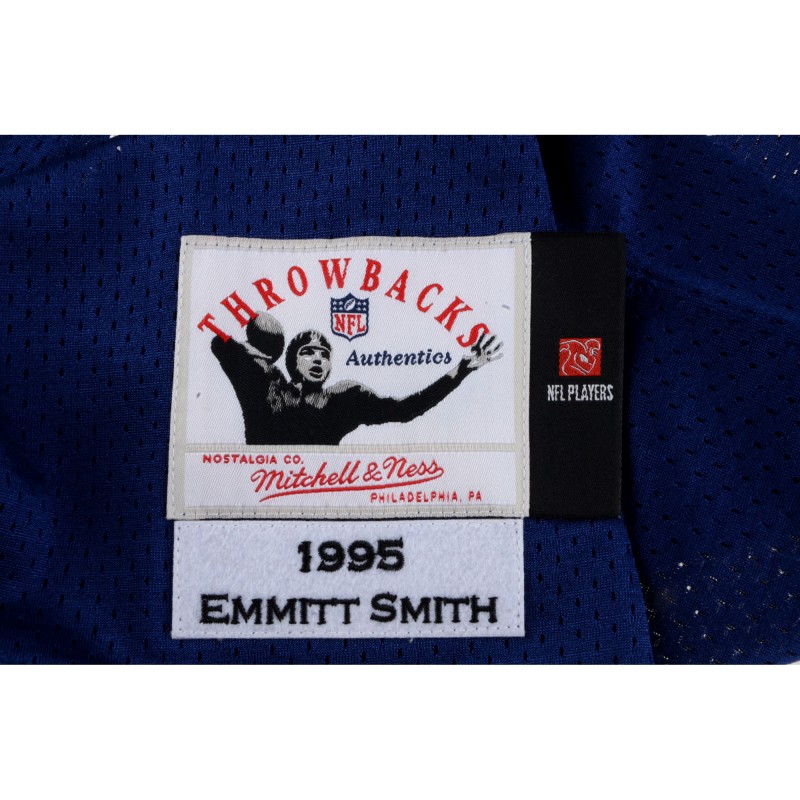 THROWBACKS
NFL
Authentics
NFL PLAYERS
NOSTALGIA CO.
Mitchell & Ness
PHILADELPHIA, PA
1995
EMMITT SMITH